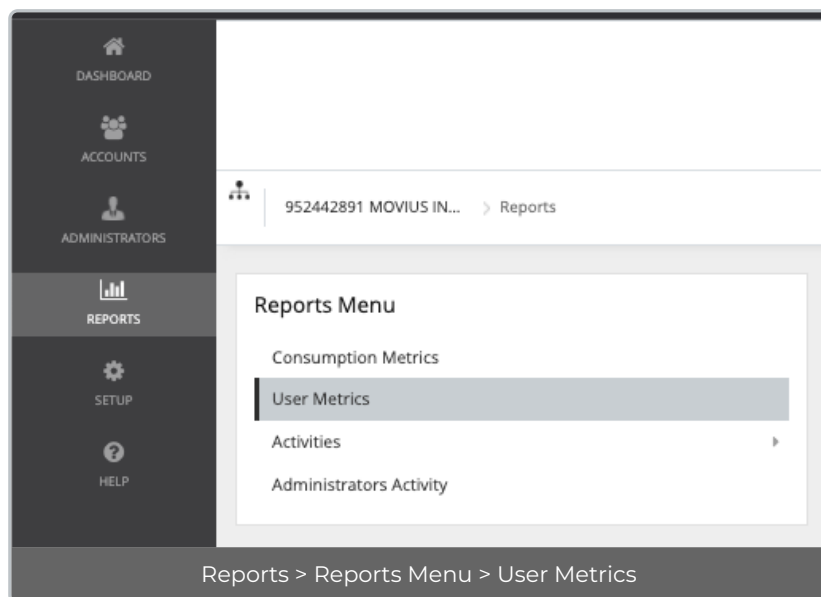 DASHBOARD
ACCOUNTS
ADMINISTRATORS
REPORTS
SETUP
HELP
952442891 MOVIUS IN... > Reports
Reports Menu
Consumption Metrics
User Metrics
Activities
Administrators Activity
Reports > Reports Menu > User Metrics